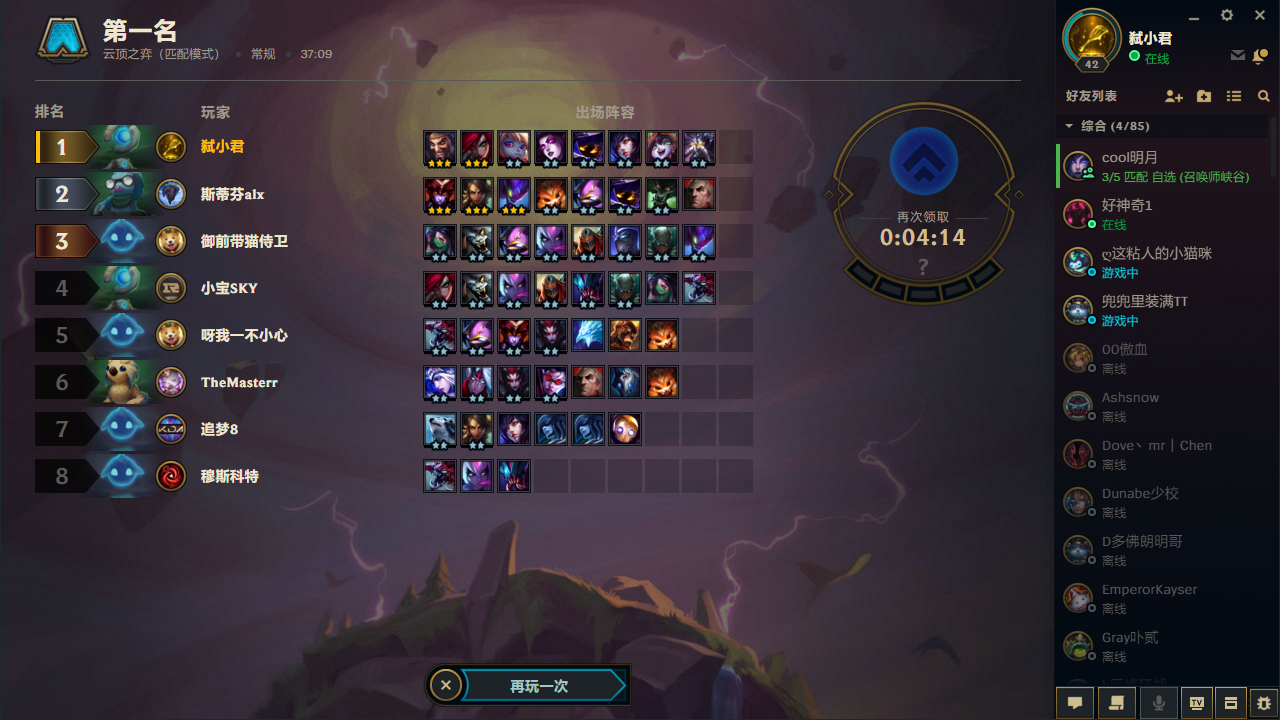 第一名
云顶之弈（匹配模式） 常规 37:09
排名 玩家 出场阵容
1 弑小君
2 斯蒂芬alx
3 御前带猫侍卫
4 小宝SKY
5 呀我一不小心
6 TheMasterr
7 追梦8
8 穆斯科特
再次领取
0:04:14
?
再玩一次
弑小君
在线
42
好友列表
综合 (4/85)
cool明月
3/5 匹配 自选 (召唤师峡谷)
好神奇1
在线
ღ这粘人的小猫咪
游戏中
兜兜里装满TT
游戏中
00傲血
离线
Ashsnow
离线
Dove丶mr｜Chen
离线
Dunabe少校
离线
D多佛朗明哥
离线
EmperorKayser
离线
Gray卟贰
离线
TV